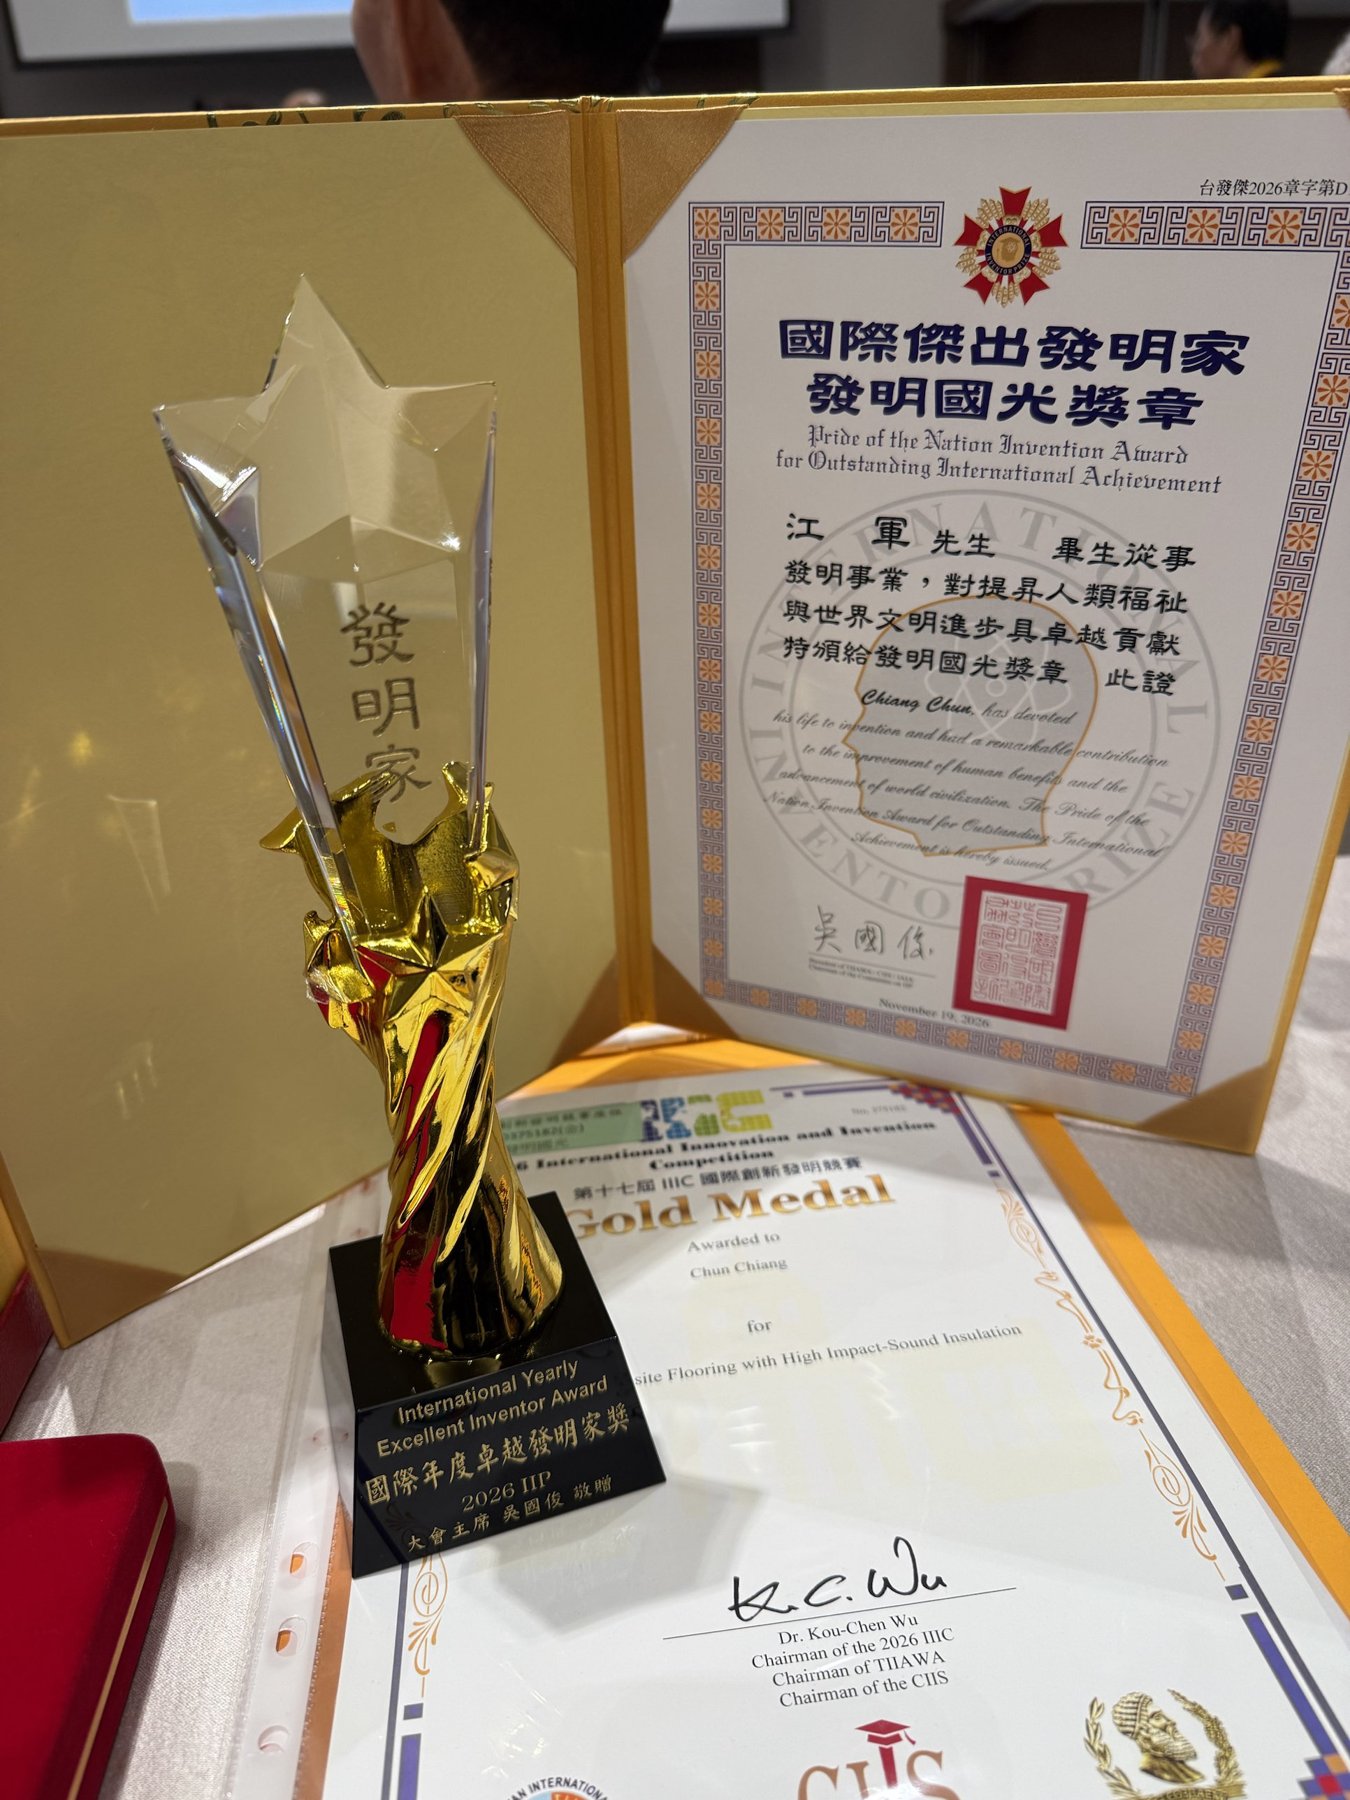 發
明
家
International Yearly
Excellent Inventor Award
國際年度卓越發明家獎
2026 IIP
大會主席 吳國俊 敬贈
台發傑2026章字第D
INTERNATIONAL
INVENTOR PRIZE
國際傑出發明家
發明國光獎章
Pride of the Nation Invention Award
for Outstanding International Achievement
江 軍 先生 畢生從事
發明事業，對提昇人類福祉
與世界文明進步具卓越貢獻
特頒給發明國光獎章 此證
Chiang Chun, has devoted
his life to invention and had a remarkable contribution
to the improvement of human benefits and the
advancement of world civilization. The Pride of the
Nation Invention Award for Outstanding International
Achievement is hereby issued.
吳國俊
November 19, 2026
6 International Innovation and Invention
Competition
第十七屆 IIIC 國際創新發明競賽
Gold Medal
Awarded to
Chun Chiang
for
site Flooring with High Impact-Sound Insulation
K. C. Wu
Dr. Kou-Chen Wu
Chairman of the 2026 IIIC
Chairman of TIIAWA
Chairman of the CIIS
CIIS
AN INTERNATIONAL